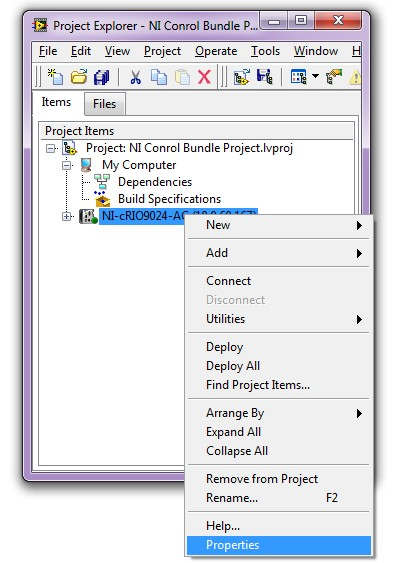 Project Explorer - NI Conrol Bundle P...
File Edit View Project Operate Tools Window H
Items Files
Project Items
Project: NI Conrol Bundle Project.lvproj
My Computer
Dependencies
Build Specifications
NI-cRIO9024-AC (10.0.60.167)
New
Add
Connect
Disconnect
Utilities
Deploy
Deploy All
Find Project Items...
Arrange By
Expand All
Collapse All
Remove from Project
Rename... F2
Help...
Properties